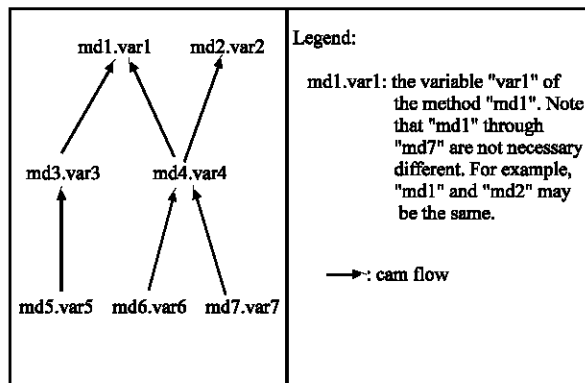 md1.var1
md2.var2
md3.var3
md4.var4
md5.var5
md6.var6
md7.var7
Legend:
md1.var1: the variable "var1" of
the method "md1". Note
that "md1" through
"md7" are not necessary
different. For example,
"md1" and "md2" may
be the same.
: cam flow